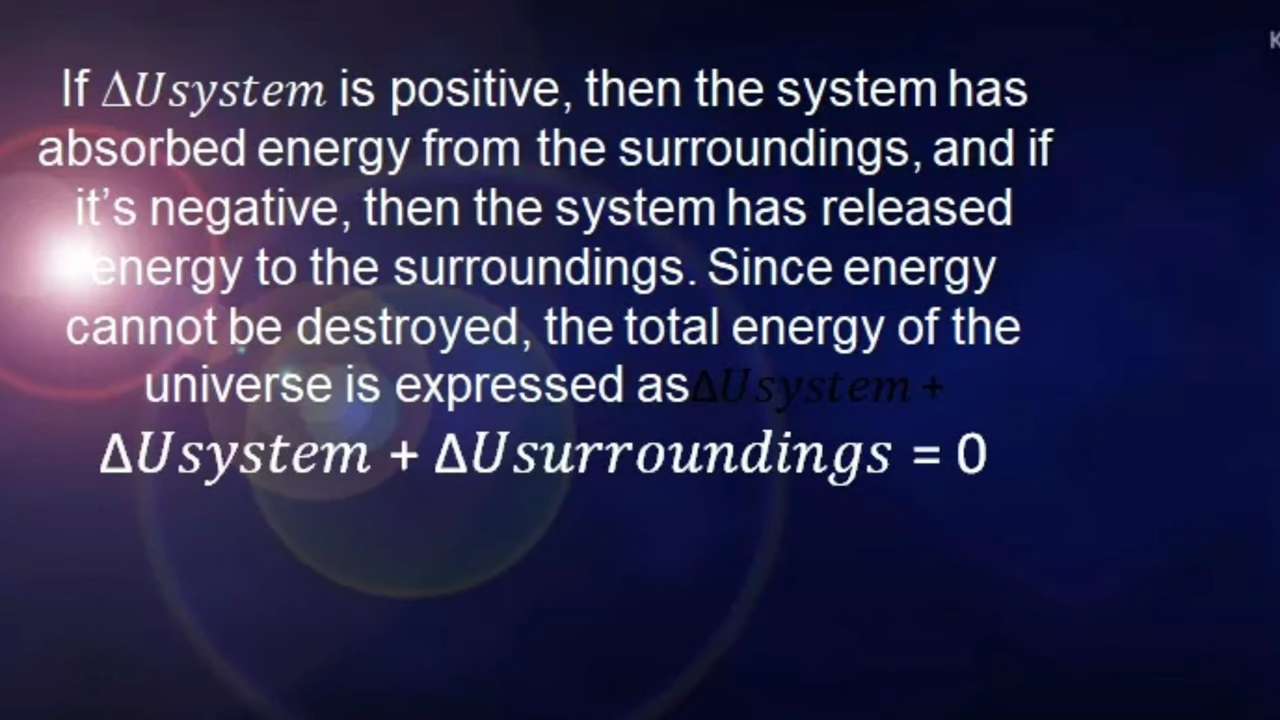 If ΔUsystem is positive, then the system has
absorbed energy from the surroundings, and if
it’s negative, then the system has released
energy to the surroundings. Since energy
cannot be destroyed, the total energy of the
universe is expressed asΔUsystem +
ΔUsystem + ΔUsurroundings = 0
K